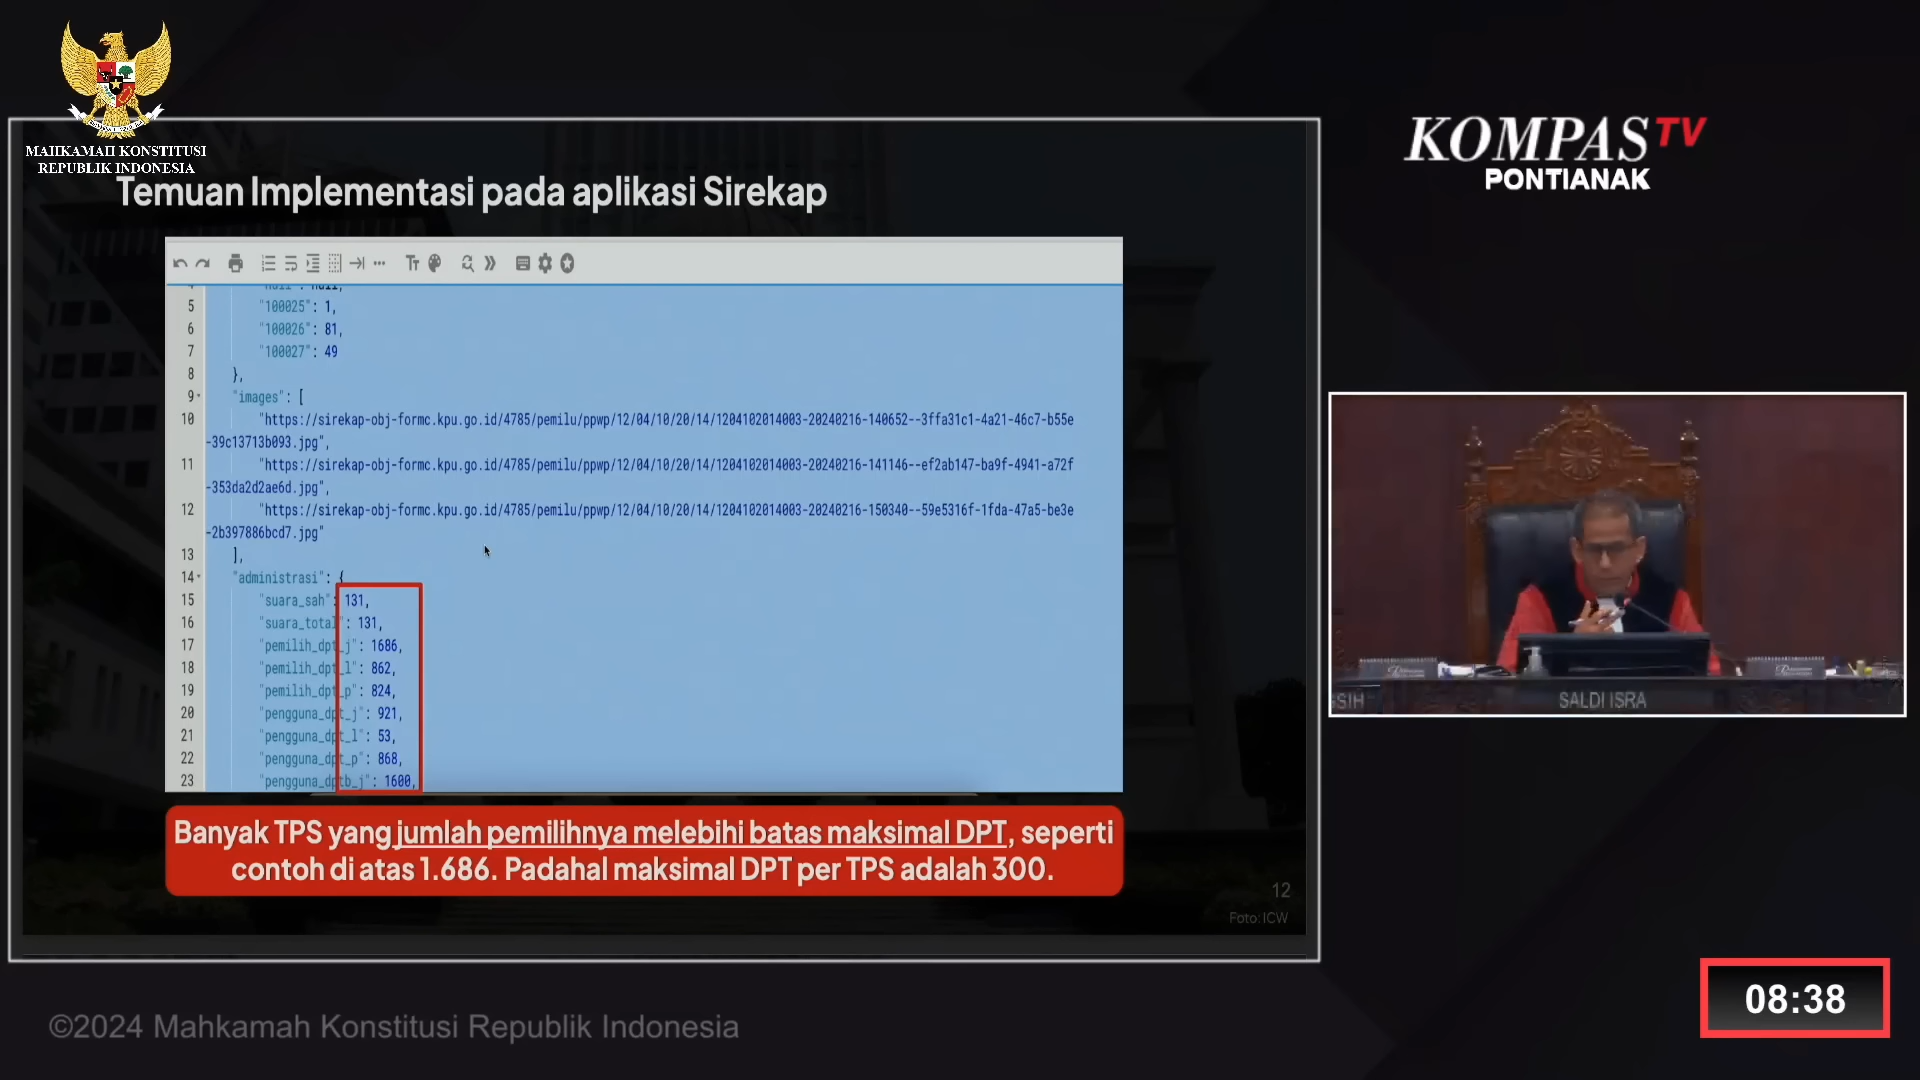 MAHKAMAH KONSTITUSI
REPUBLIK INDONESIA
KOMPAS TV
PONTIANAK
Temuan Implementasi pada aplikasi Sirekap
4 "null": null,
5 "100025": 1,
6 "100026": 81,
7 "100027": 49
8 },
9 "images": [
10 "https://sirekap-obj-formc.kpu.go.id/4785/pemilu/ppwp/12/04/10/20/14/1204102014003-20240216-140652--3ffa31c1-4a21-46c7-b55e
-39c13713b093.jpg",
11 "https://sirekap-obj-formc.kpu.go.id/4785/pemilu/ppwp/12/04/10/20/14/1204102014003-20240216-141146--ef2ab147-ba9f-4941-a72f
-353da2d2ae6d.jpg",
12 "https://sirekap-obj-formc.kpu.go.id/4785/pemilu/ppwp/12/04/10/20/14/1204102014003-20240216-150340--59e5316f-1fda-47a5-be3e
-2b397886bcd7.jpg"
13 ],
14 "administrasi": {
15 "suara_sah": 131,
16 "suara_total": 131,
17 "pemilih_dpt_j": 1686,
18 "pemilih_dpt_l": 862,
19 "pemilih_dpt_p": 824,
20 "pengguna_dpt_j": 921,
21 "pengguna_dpt_l": 53,
22 "pengguna_dpt_p": 868,
23 "pengguna_dptb_j": 1600,
Banyak TPS yang jumlah pemilihnya melebihi batas maksimal DPT, seperti
contoh di atas 1.686. Padahal maksimal DPT per TPS adalah 300.
12
Foto: ICW
SSIH
SALDI ISRA
08:38
©2024 Mahkamah Konstitusi Republik Indonesia